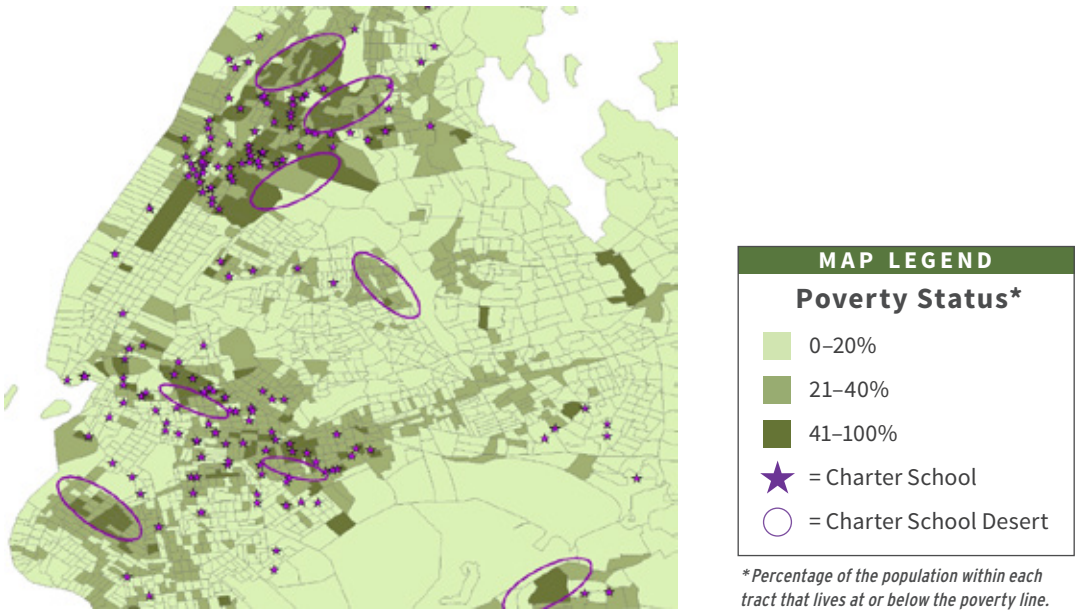 MAP LEGEND
Poverty Status*
0–20%
21–40%
41–100%
= Charter School
= Charter School Desert
*Percentage of the population within each
tract that lives at or below the poverty line.